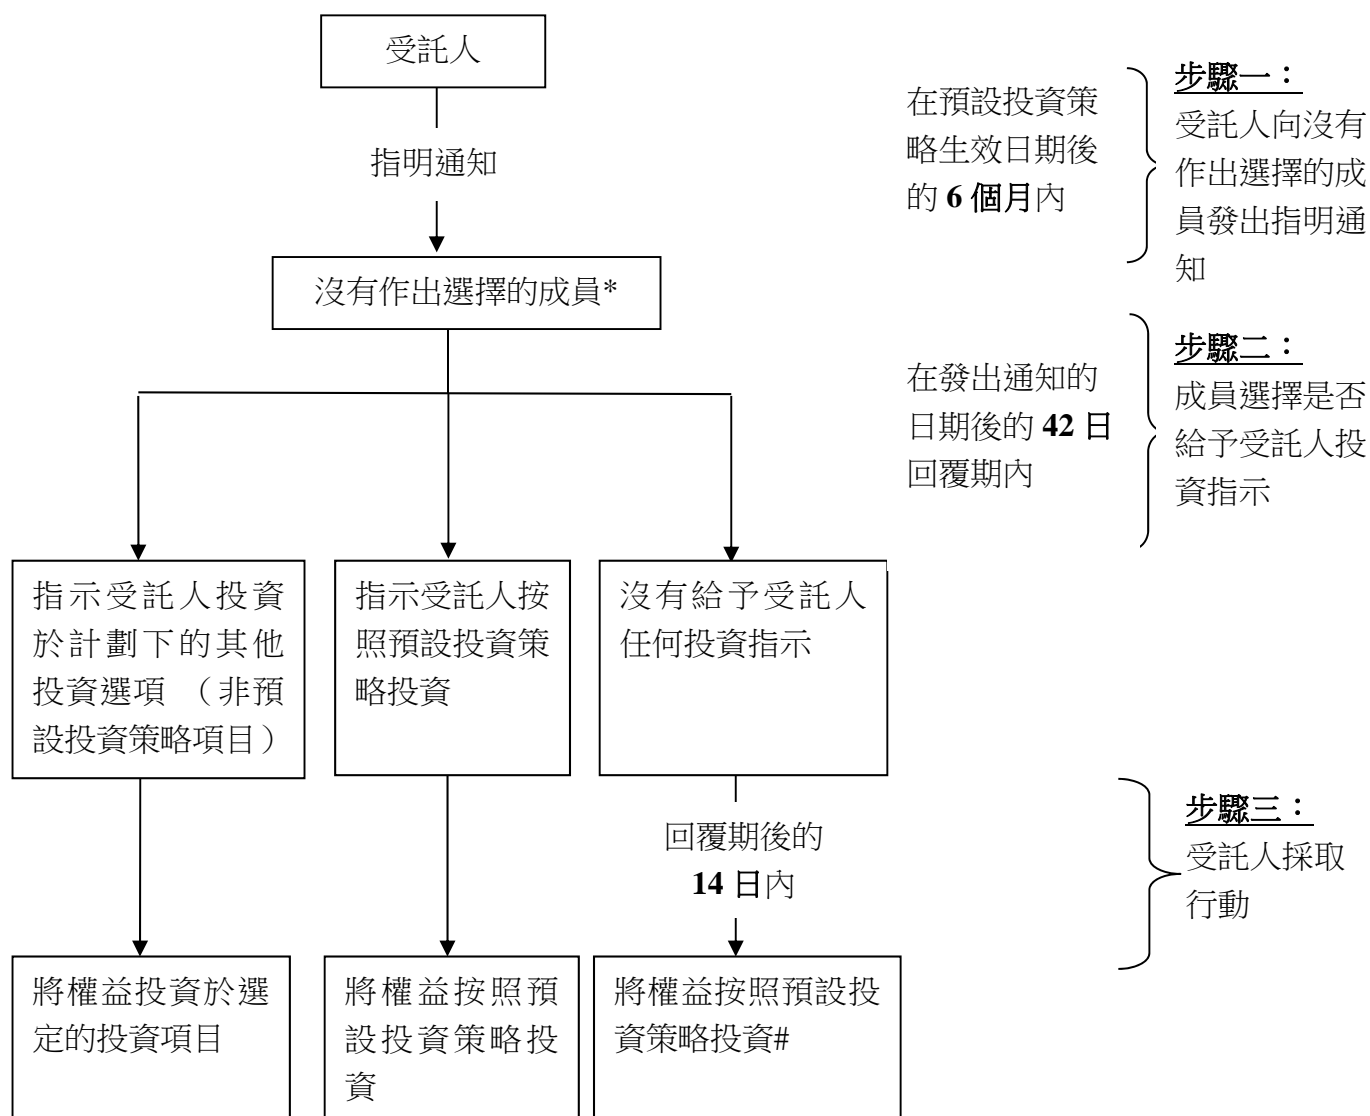 受託人
指明通知
沒有作出選擇的成員*
在預設投資策
略生效日期後
的 6 個月內
步驟一：
受託人向沒有
作出選擇的成
員發出指明通
知
在發出通知的
日期後的 42 日
回覆期內
步驟二：
成員選擇是否
給予受託人投
資指示
指示受託人投資
於計劃下的其他
投資選項 （非預
設投資策略項目）
指示受託人按
照預設投資策
略投資
沒有給予受託人
任何投資指示
回覆期後的
14 日內
步驟三：
受託人採取
行動
將權益投資於選
定的投資項目
將權益按照預
設投資策略投
資
將權益按照預設投
資策略投資#